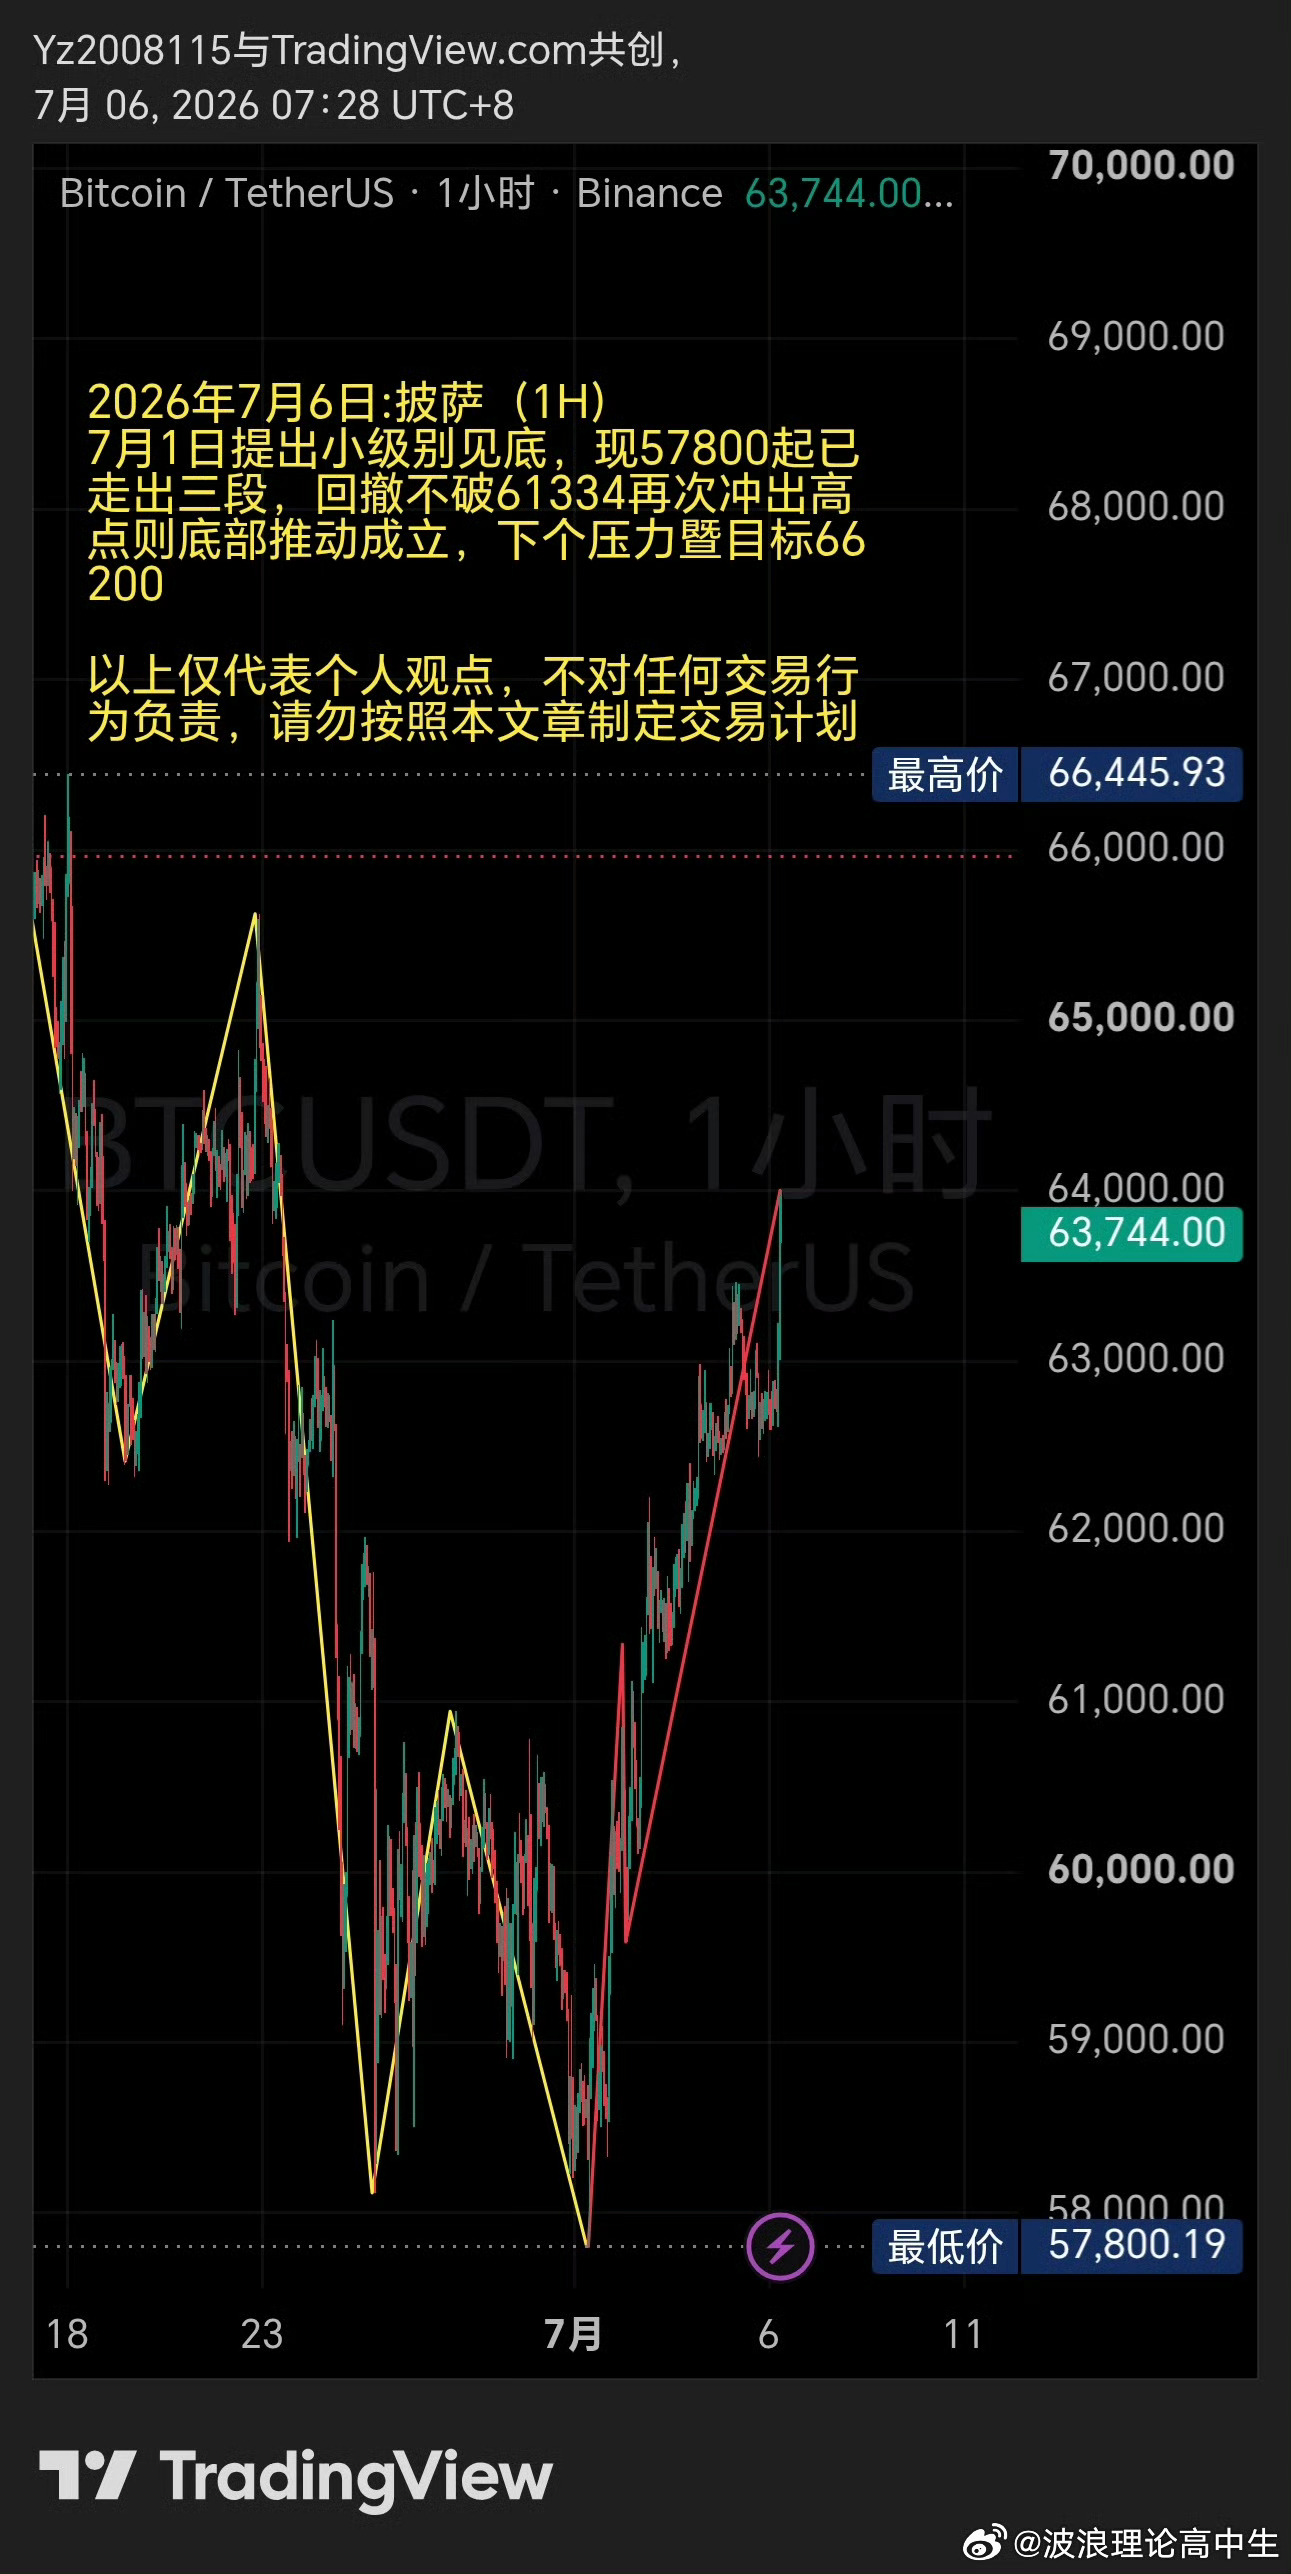 Yz2008115与TradingView.com共创，
7月 06, 2026 07:28 UTC+8
Bitcoin / TetherUS · 1小时 · Binance 63,744.00...
70,000.00
69,000.00
2026年7月6日:披萨（1H）
7月1日提出小级别见底，现57800起已
走出三段，回撤不破61334再次冲出高
点则底部推动成立，下个压力暨目标66
200
68,000.00
以上仅代表个人观点，不对任何交易行
为负责，请勿按照本文章制定交易计划
67,000.00
最高价 66,445.93
66,000.00
65,000.00
BTCUSDT, 1小时
64,000.00
63,744.00
Bitcoin / TetherUS
63,000.00
62,000.00
61,000.00
60,000.00
59,000.00
58,000.00
最低价 57,800.19
18 23 7月 6 11
TradingView
@波浪理论高中生